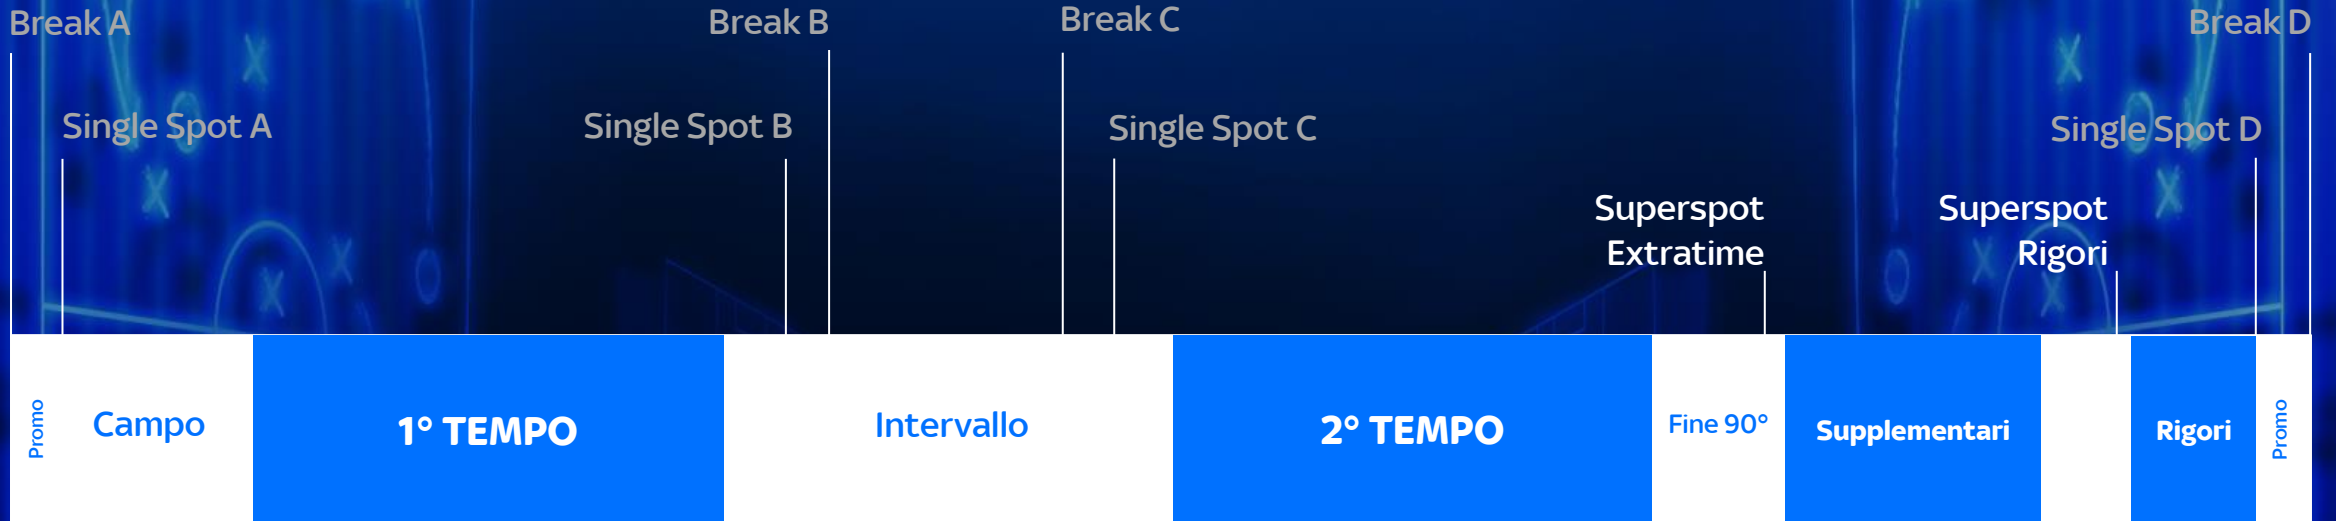 Break A
Break B
Break C
Break D
Single Spot A
Single Spot B
Single Spot C
Single Spot D
Superspot
Extratime
Superspot
Rigori
Promo
Campo
1° TEMPO
Intervallo
2° TEMPO
Fine 90°
Supplementari
Rigori
Promo